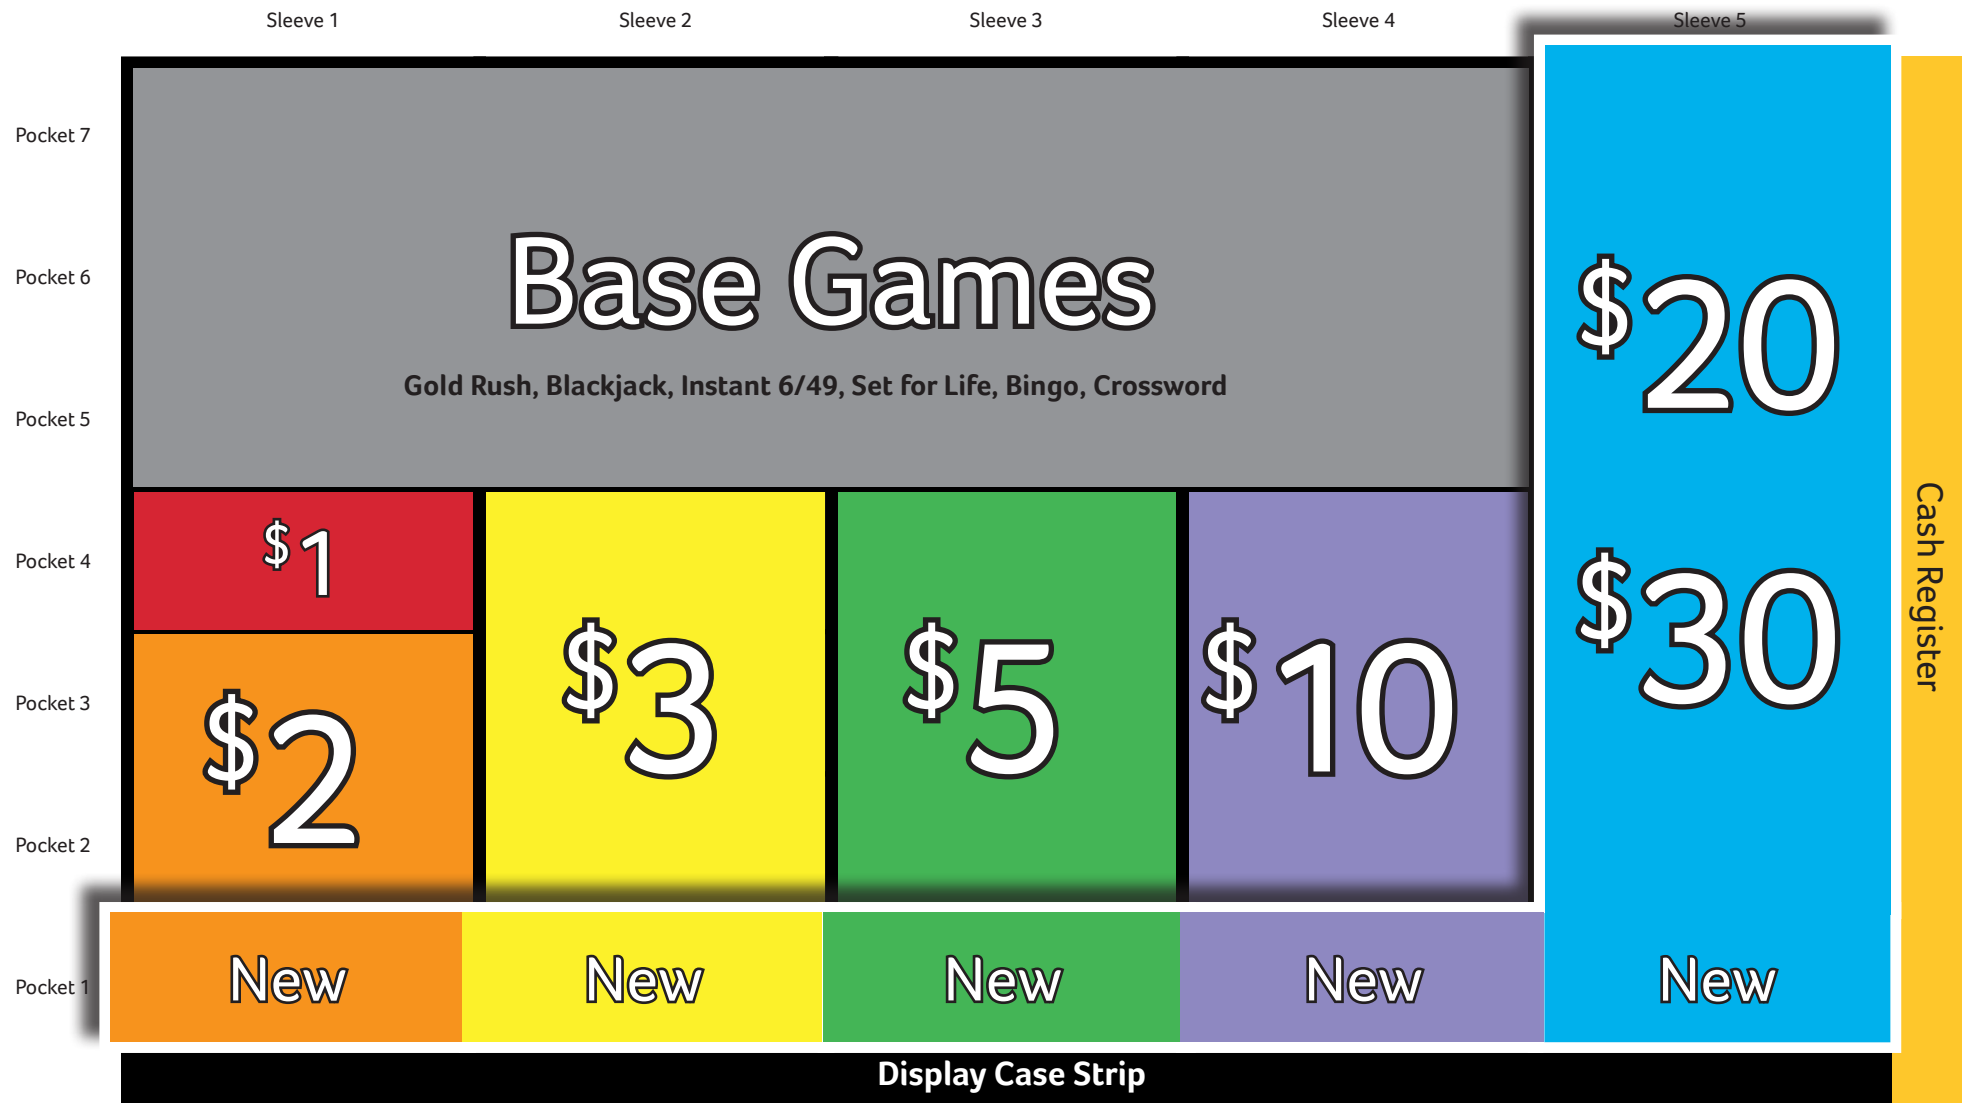 Sleeve 1 Sleeve 2 Sleeve 3 Sleeve 4 Sleeve 5
Pocket 7
Base Games
Pocket 6
$20
Gold Rush, Blackjack, Instant 6/49, Set for Life, Bingo, Crossword
Pocket 5
Cash Register
Pocket 4
$1
$30
$2
$3
$5
$10
Pocket 3
Pocket 2
Pocket 1
New New New New New
Display Case Strip